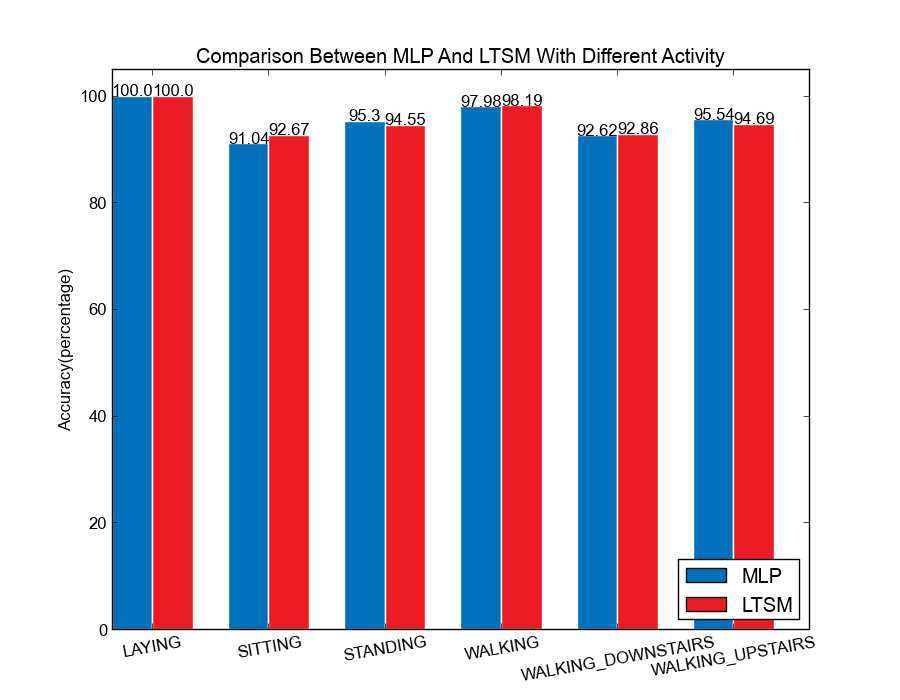 Comparison Between MLP And LTSM With Different Activity
Accuracy(percentage)
100
80
60
40
20
0
100.0 100.0
91.04 92.67
95.3 94.55
97.98 98.19
92.62 92.86
95.54 94.69
LAYING
SITTING
STANDING
WALKING
WALKING_DOWNSTAIRS
WALKING_UPSTAIRS
MLP
LTSM